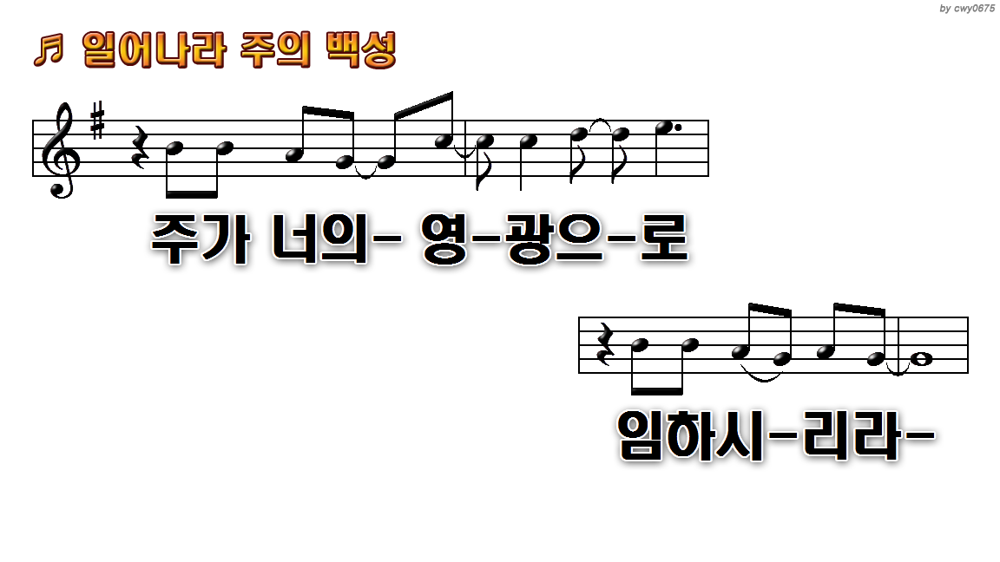 by cwy0675
♬ 일어나라 주의 백성
주가 너의- 영-광으-로
임하시-리라-